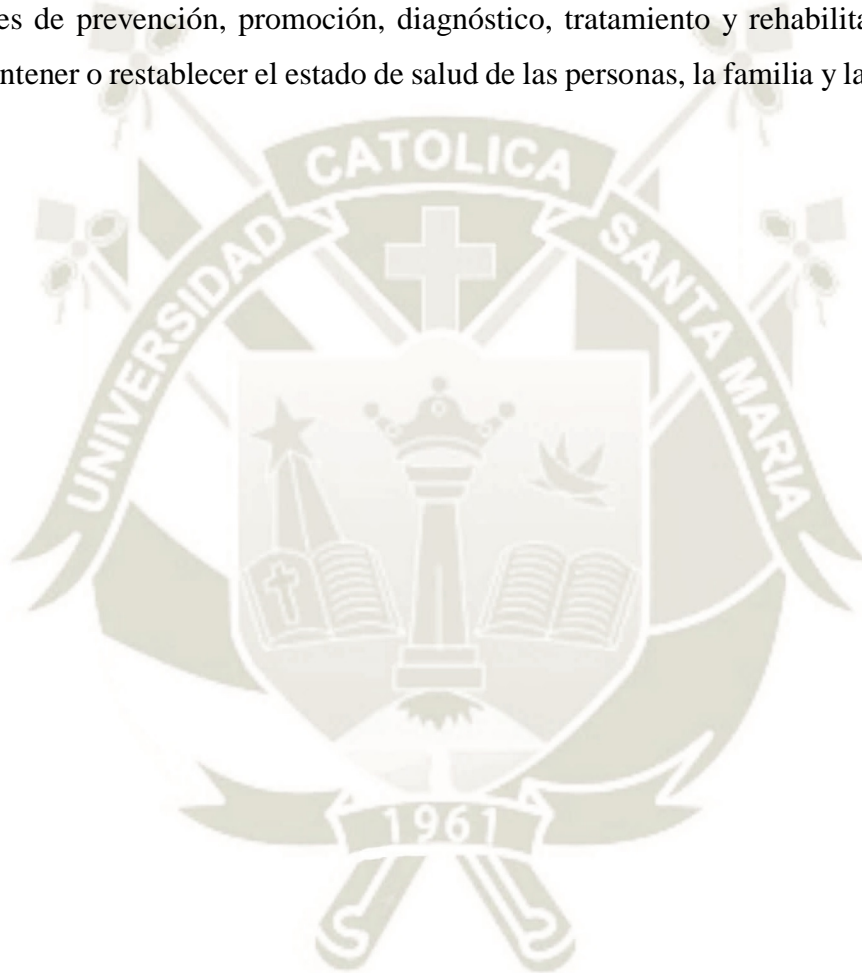 es de prevención, promoción, diagnóstico, tratamiento y rehabilita
ntener o restablecer el estado de salud de las personas, la familia y la
UNIVERSIDAD CATOLICA SANTA MARIA
1961